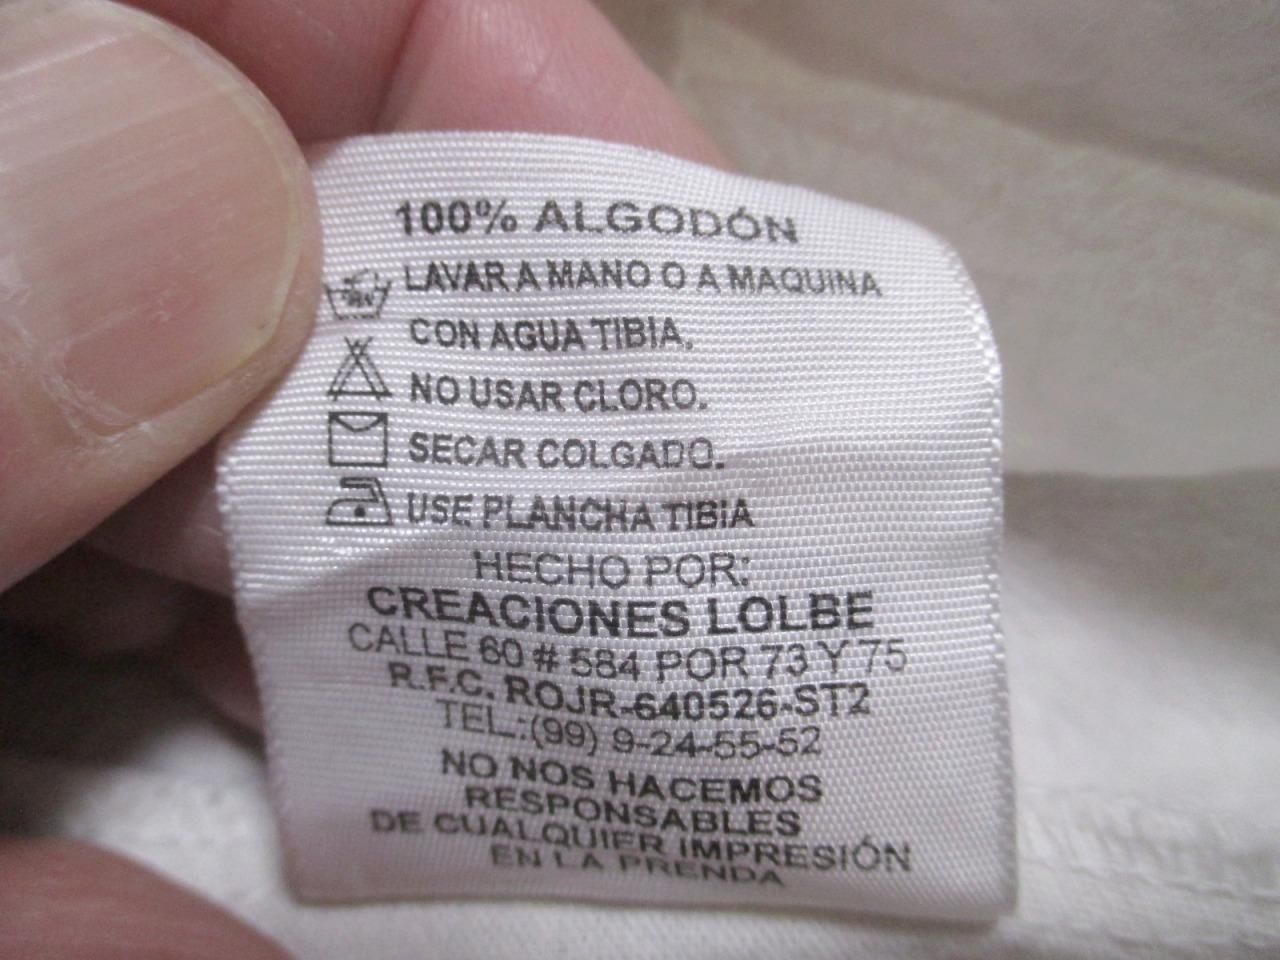 100% ALGODÓN
LAVAR A MANO O A MAQUINA
CON AGUA TIBIA.
NO USAR CLORO.
SECAR COLGADO.
USE PLANCHA TIBIA
HECHO POR:
CREACIONES LOLBE
CALLE 60 # 584 POR 73 Y 75
R.F.C. ROJR-640526-ST2
TEL.:(99) 9-24-55-52
NO NOS HACEMOS
RESPONSABLES
DE CUALQUIER IMPRESIÓN
EN LA PRENDA